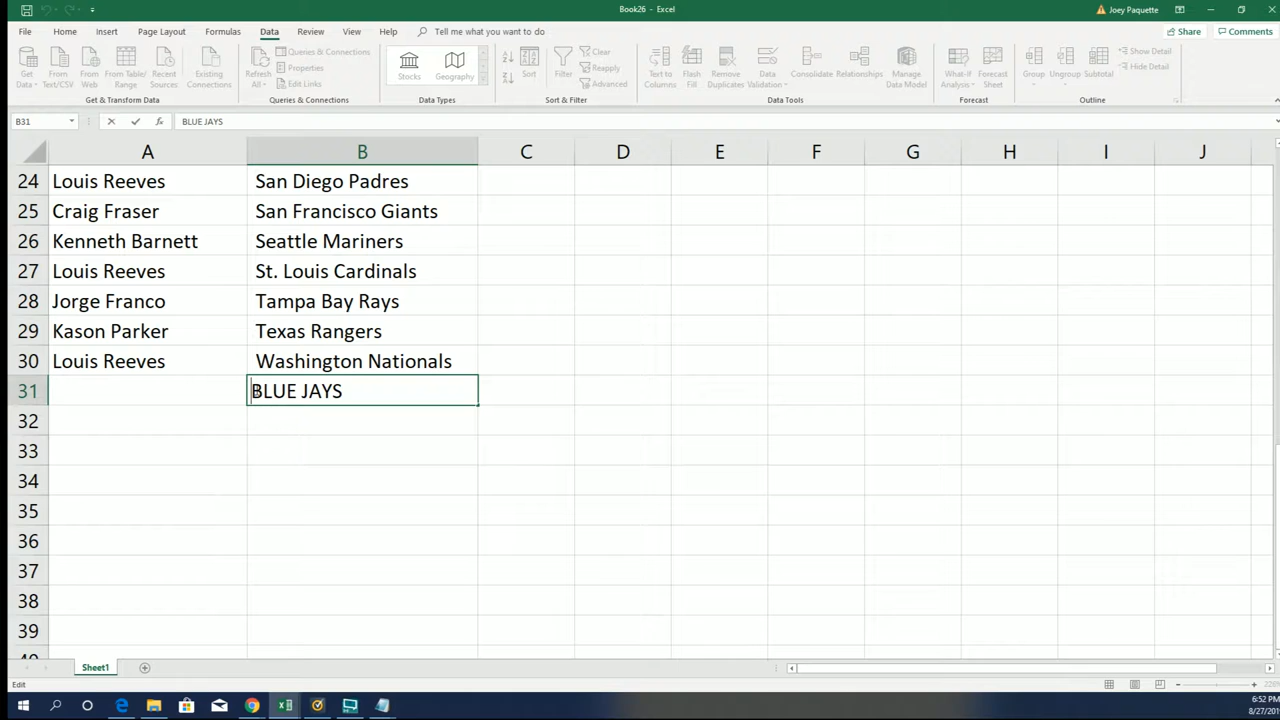 Book26 - Excel
Joey Paquette
File Home Insert Page Layout Formulas Data Review View Help Tell me what you want to do
Share Comments
Get Data From Text/CSV From Web From Table/Range Recent Sources Existing Connections
Refresh All Queries & Connections Properties Edit Links
Stocks Geography
Sort Filter Clear Reapply Advanced
Text to Columns Flash Fill Remove Duplicates Data Validation Consolidate Relationships Manage Data Model
What-If Analysis Forecast Sheet
Group Ungroup Subtotal Show Detail Hide Detail
Get & Transform Data Queries & Connections Data Types Sort & Filter Data Tools Forecast Outline
B31 fx BLUE JAYS
A B C D E F G H I J
24 Louis Reeves San Diego Padres
25 Craig Fraser San Francisco Giants
26 Kenneth Barnett Seattle Mariners
27 Louis Reeves St. Louis Cardinals
28 Jorge Franco Tampa Bay Rays
29 Kason Parker Texas Rangers
30 Louis Reeves Washington Nationals
31 BLUE JAYS
32
33
34
35
36
37
38
39
Sheet1
Edit
6:52 PM